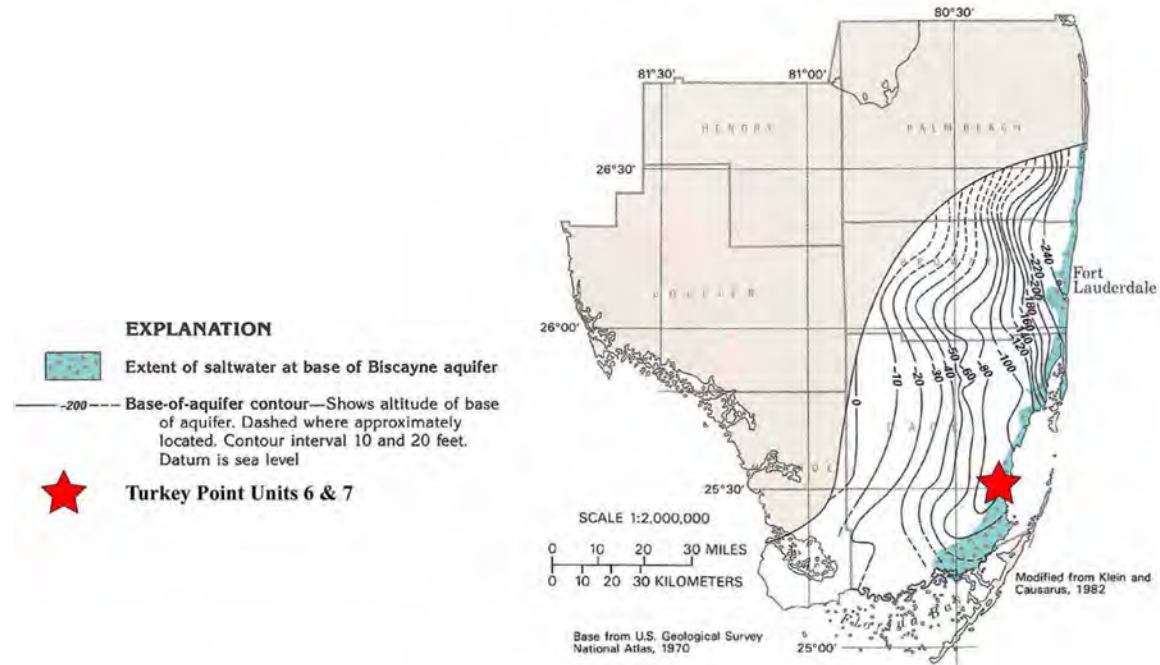 80°30'
81°30'
81°00'
HENDRY
PALM BEACH
26°30'
-240
-220
-200
Fort
Lauderdale
-180
-160
-140
-120
COLLIER
26°00'
EXPLANATION
Extent of saltwater at base of Biscayne aquifer
-200
Base-of-aquifer contour—Shows altitude of base
of aquifer. Dashed where approximately
located. Contour interval 10 and 20 feet.
Datum is sea level
Turkey Point Units 6 & 7
0
-10
-20
-30
-40
-50
-60
-80
-100
DADE
25°30'
SCALE 1:2,000,000
0 10 20 30 MILES
0 10 20 30 KILOMETERS
Modified from Klein and
Causarus, 1982
Florida Bay
Base from U.S. Geological Survey
National Atlas, 1970
25°00'